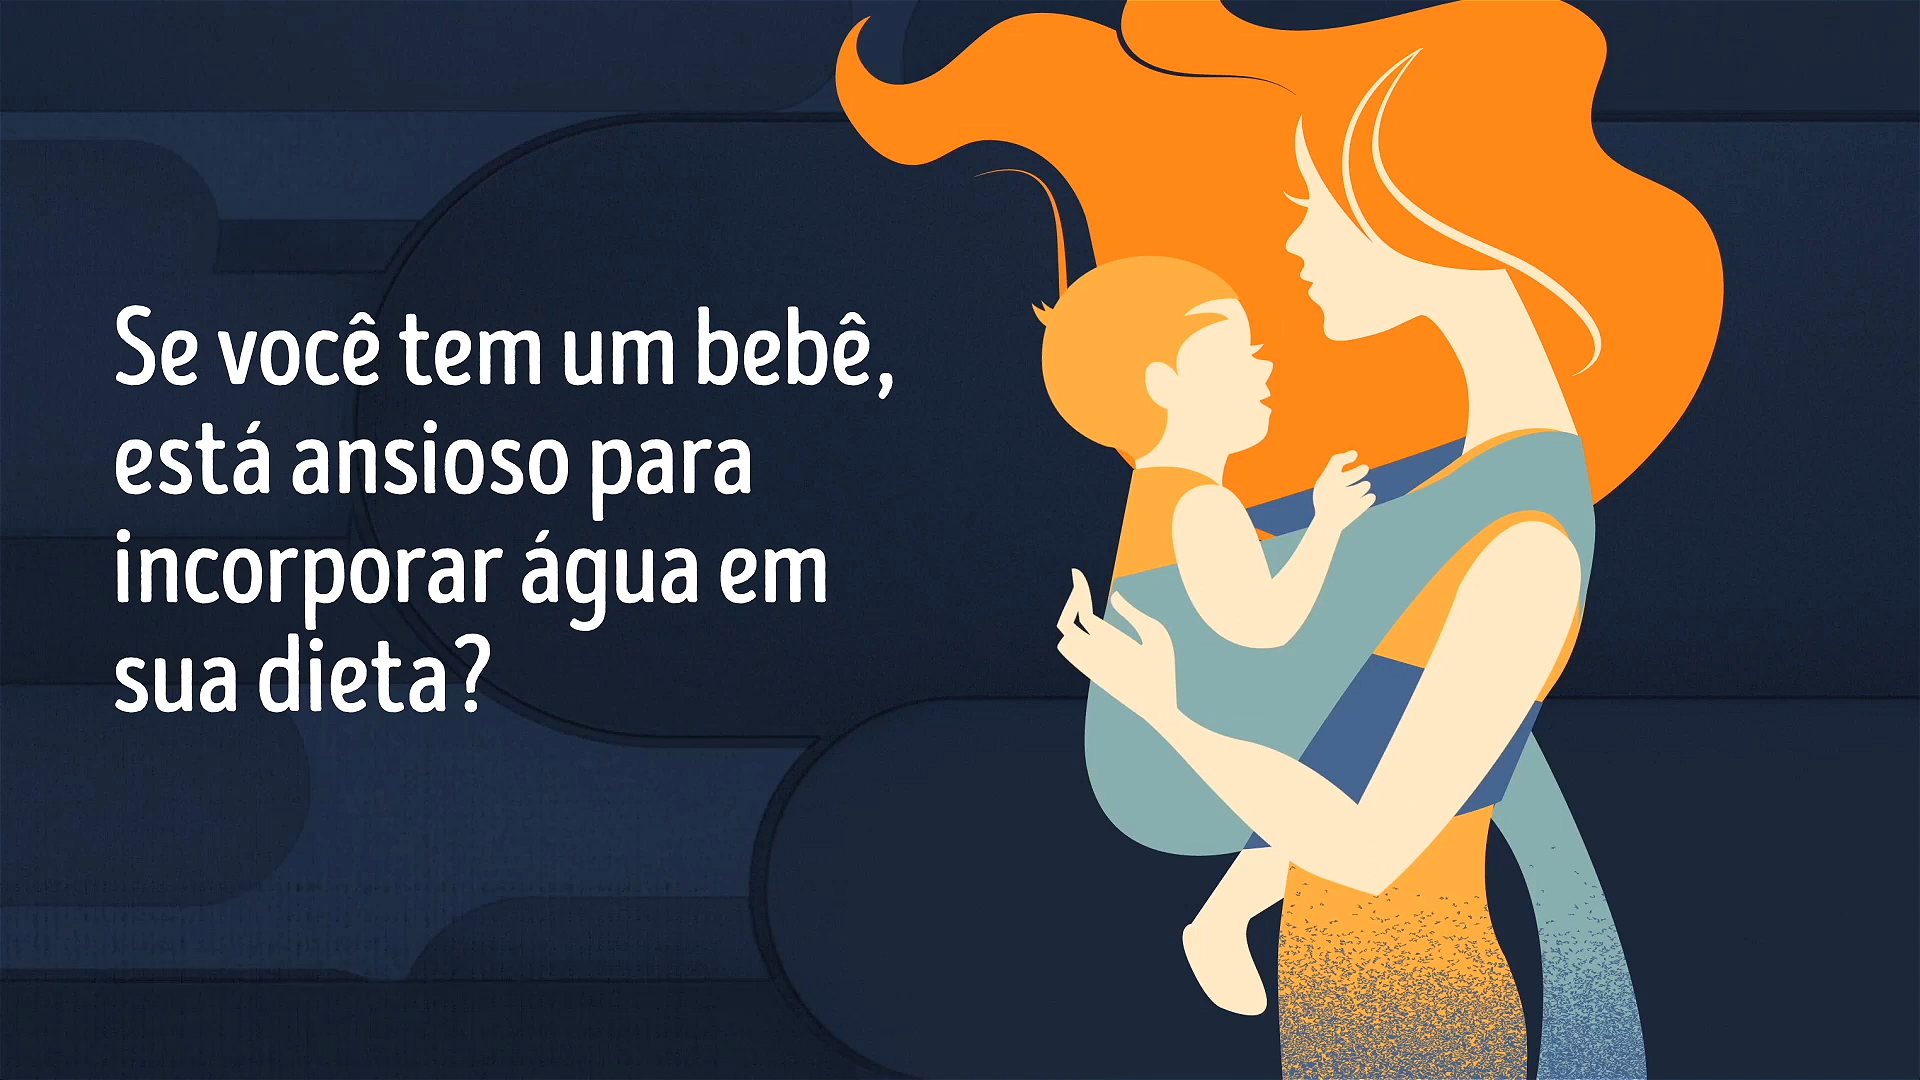 Se você tem um bebê,
está ansioso para
incorporar água em
sua dieta?